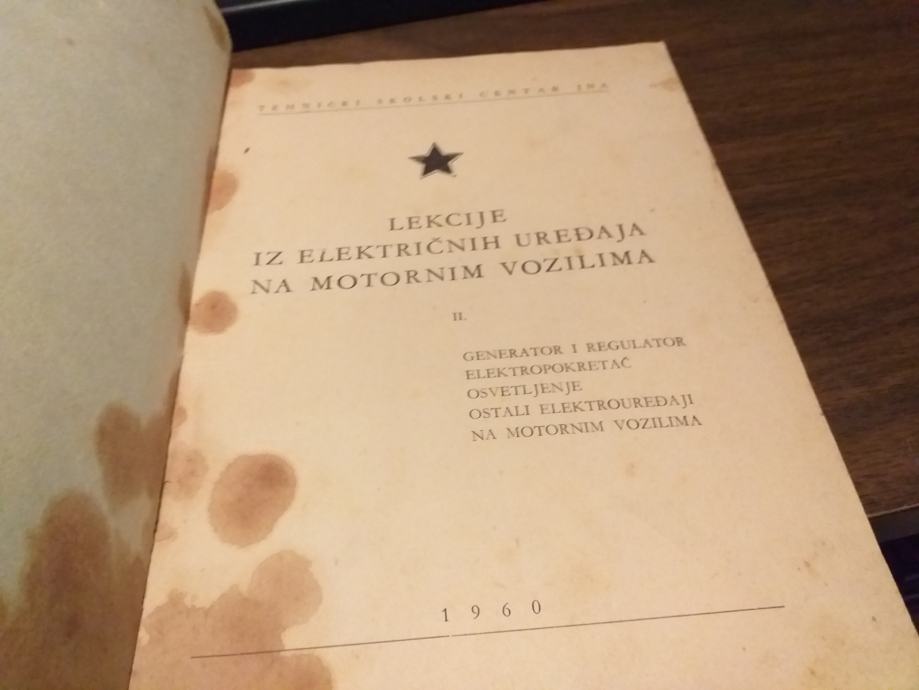 TEHNIČKI ŠKOLSKI CENTAR JNA
LEKCIJE
IZ ELEKTRIČNIH UREĐAJA
NA MOTORNIM VOZILIMA
II.
GENERATOR I REGULATOR
ELEKTROPOKRETAČ
OSVETLJENJE
OSTALI ELEKTROUREĐAJI
NA MOTORNIM VOZILIMA
1960